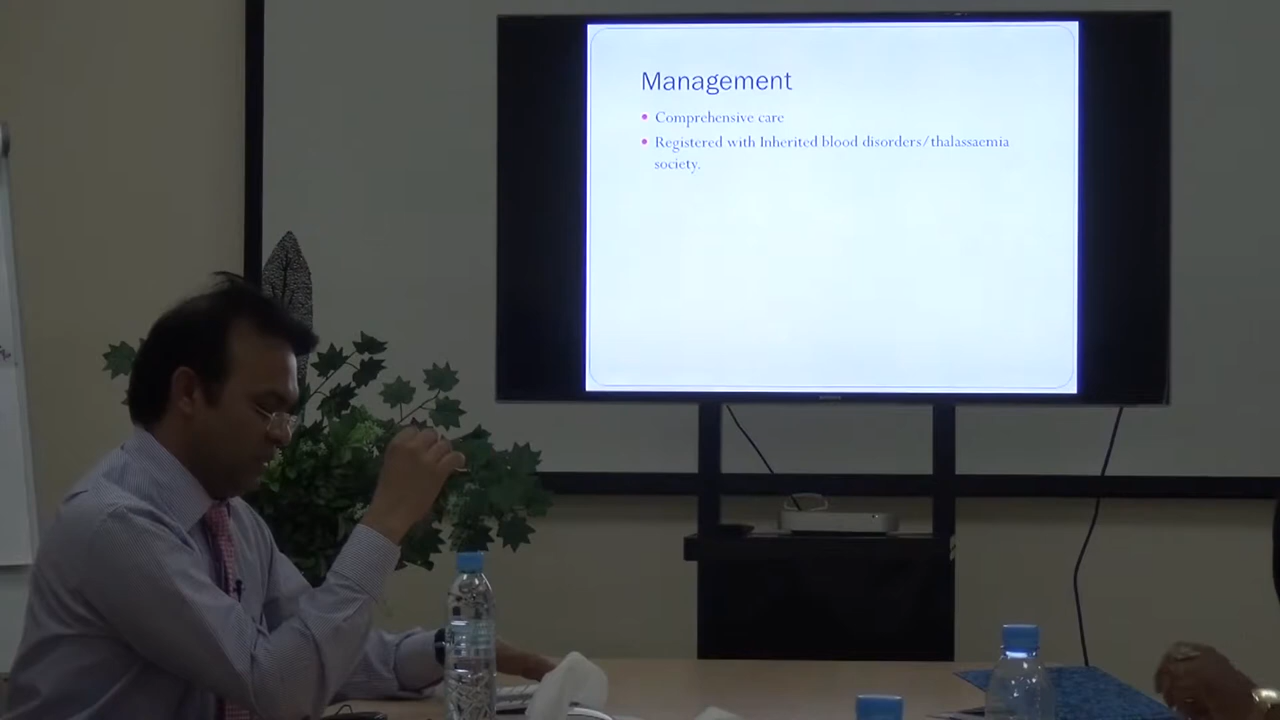 Management
• Comprehensive care
• Registered with Inherited blood disorders/thalassaemia
society.